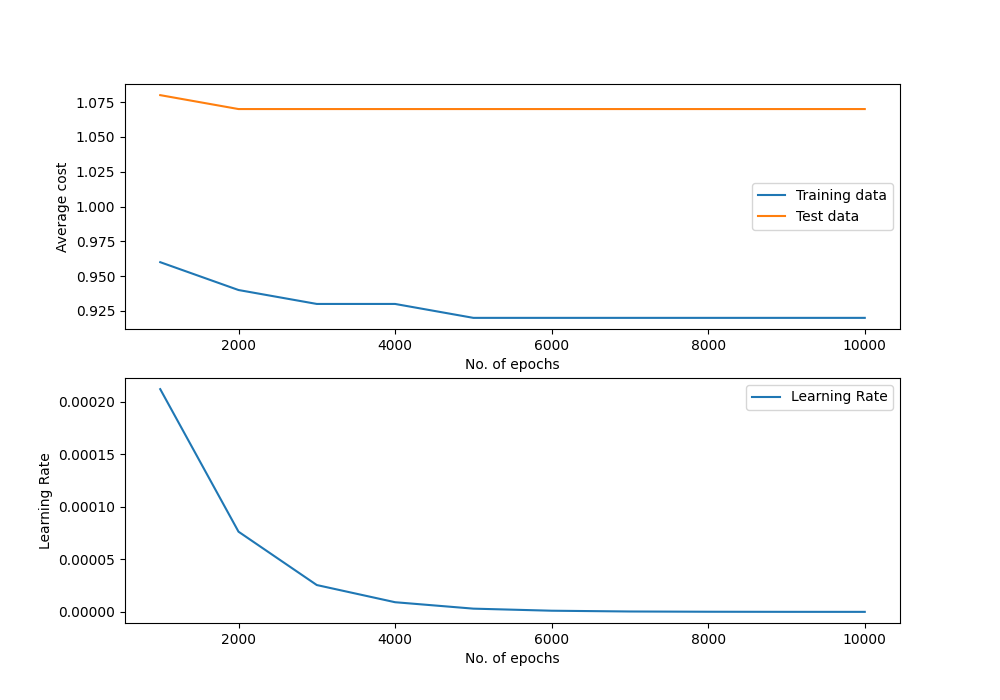 1.075
1.050
1.025
1.000
0.975
0.950
0.925
Average cost
Training data
Test data
2000 4000 6000 8000 10000
No. of epochs
0.00020
0.00015
0.00010
0.00005
0.00000
Learning Rate
Learning Rate
2000 4000 6000 8000 10000
No. of epochs